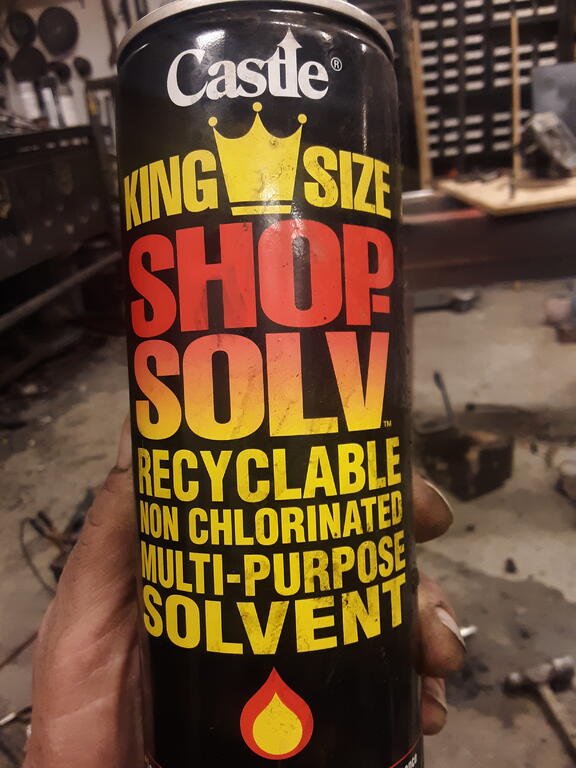 Castle®
KING SIZE
SHOP-
SOLV™
RECYCLABLE
NON CHLORINATED
MULTI-PURPOSE
SOLVENT